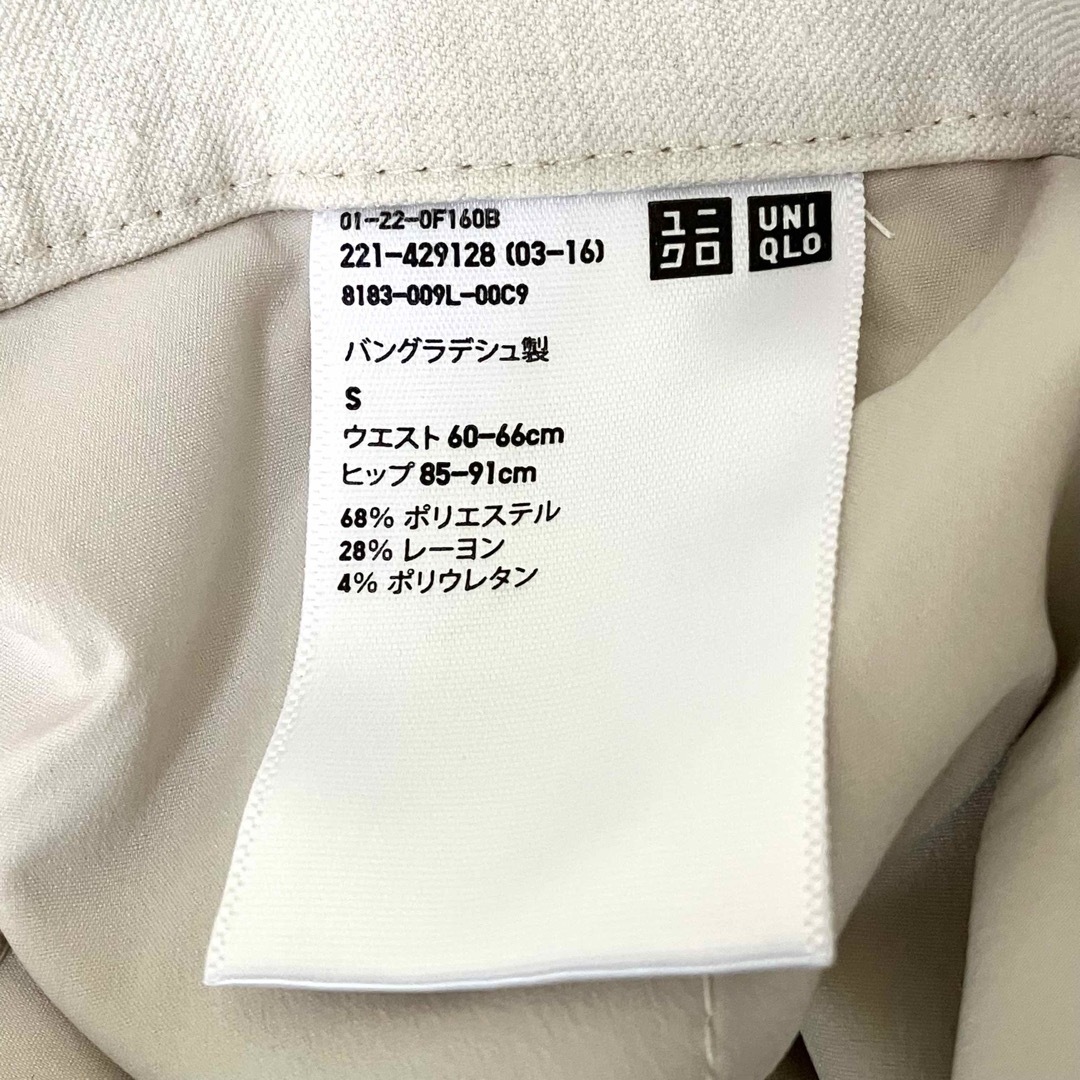 01-22-0F160B
221-429128 (03-16)
8183-009L-00C9
ユニ
クロ
UNI
QLO
バングラデシュ製
S
ウエスト 60-66cm
ヒップ 85-91cm
68% ポリエステル
28% レーヨン
4% ポリウレタン